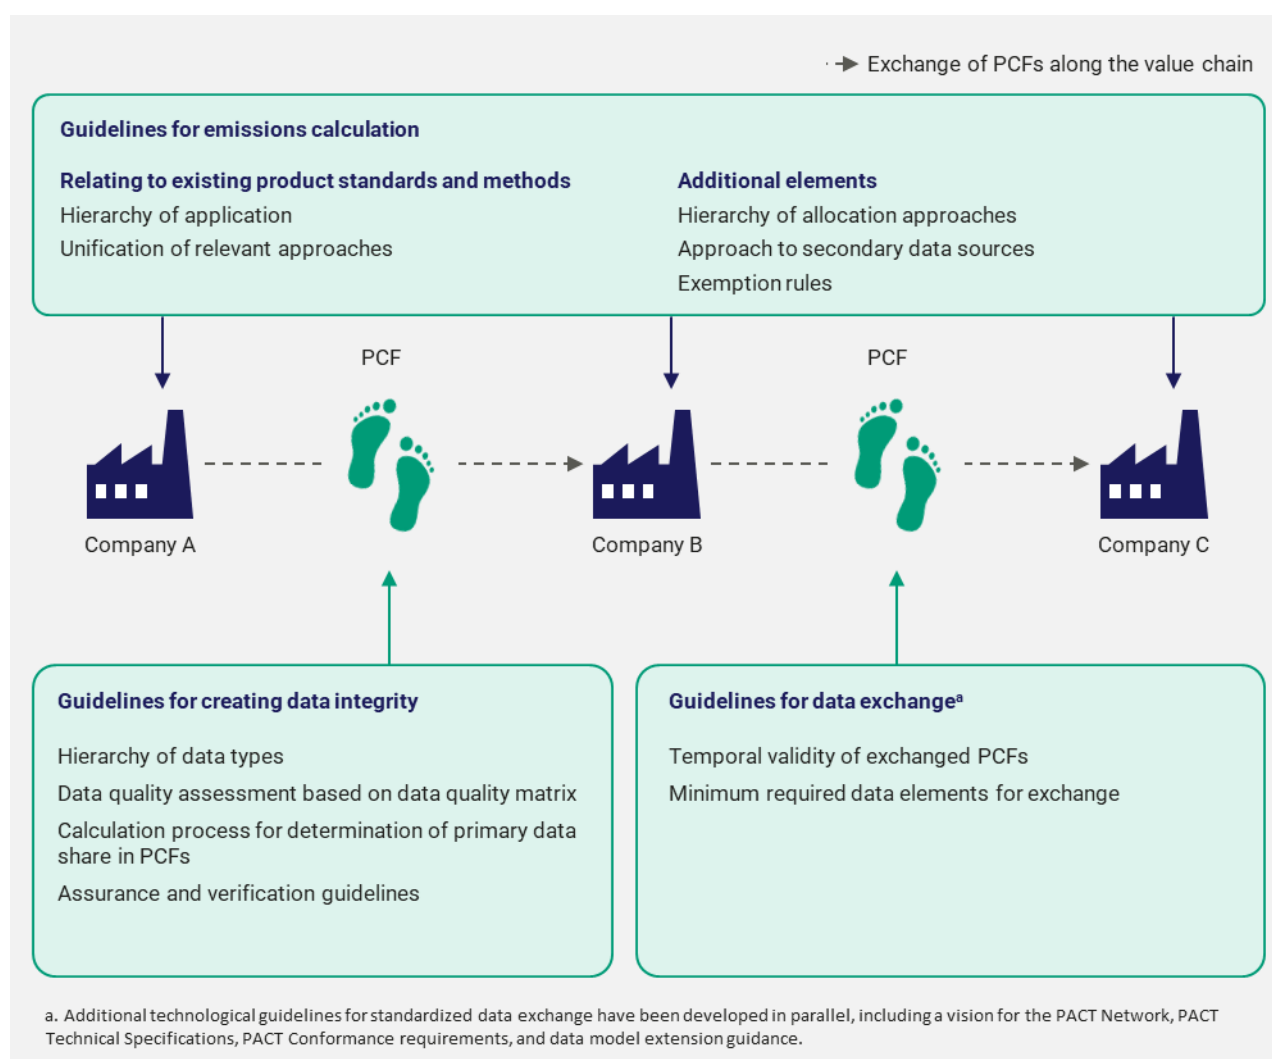 Exchange of PCFs along the value chain
Guidelines for emissions calculation
Relating to existing product standards and methods
Hierarchy of application
Unification of relevant approaches
Additional elements
Hierarchy of allocation approaches
Approach to secondary data sources
Exemption rules
PCF
PCF
Company A
Company B
Company C
Guidelines for creating data integrity
Hierarchy of data types
Data quality assessment based on data quality matrix
Calculation process for determination of primary data
share in PCFs
Assurance and verification guidelines
Guidelines for data exchangeᵃ
Temporal validity of exchanged PCFs
Minimum required data elements for exchange
a. Additional technological guidelines for standardized data exchange have been developed in parallel, including a vision for the PACT Network, PACT
Technical Specifications, PACT Conformance requirements, and data model extension guidance.